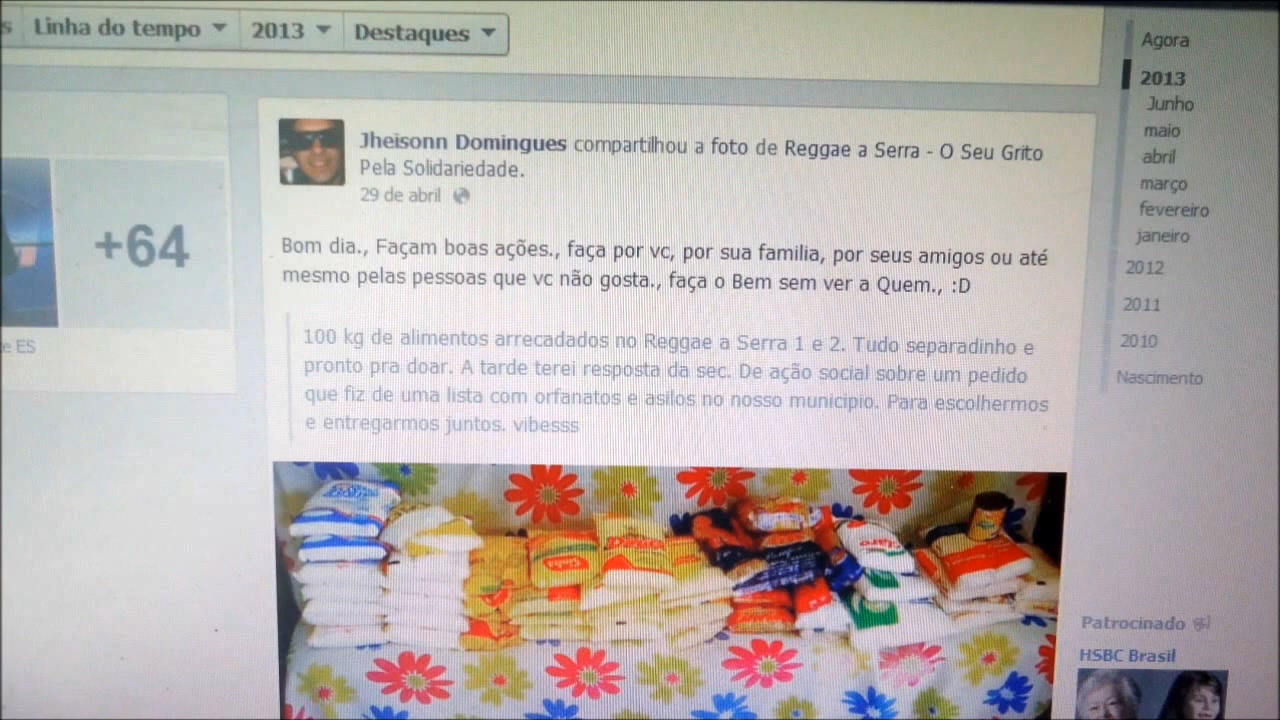 s Linha do tempo 2013 Destaques
Agora
2013
Junho
maio
abril
março
fevereiro
janeiro
2012
2011
2010
Nascimento
+64
e ES
Jheisonn Domingues compartilhou a foto de Reggae a Serra - O Seu Grito
Pela Solidariedade.
29 de abril
Bom dia., Façam boas ações., faça por vc, por sua familia, por seus amigos ou até
mesmo pelas pessoas que vc não gosta., faça o Bem sem ver a Quem., :D
100 kg de alimentos arrecadados no Reggae a Serra 1 e 2. Tudo separadinho e
pronto pra doar. A tarde terei resposta da sec. De ação social sobre um pedido
que fiz de uma lista com orfanatos e asilos no nosso municipio. Para escolhermos
e entregarmos juntos. vibesss
Sinhá
Patrocinado
HSBC Brasil